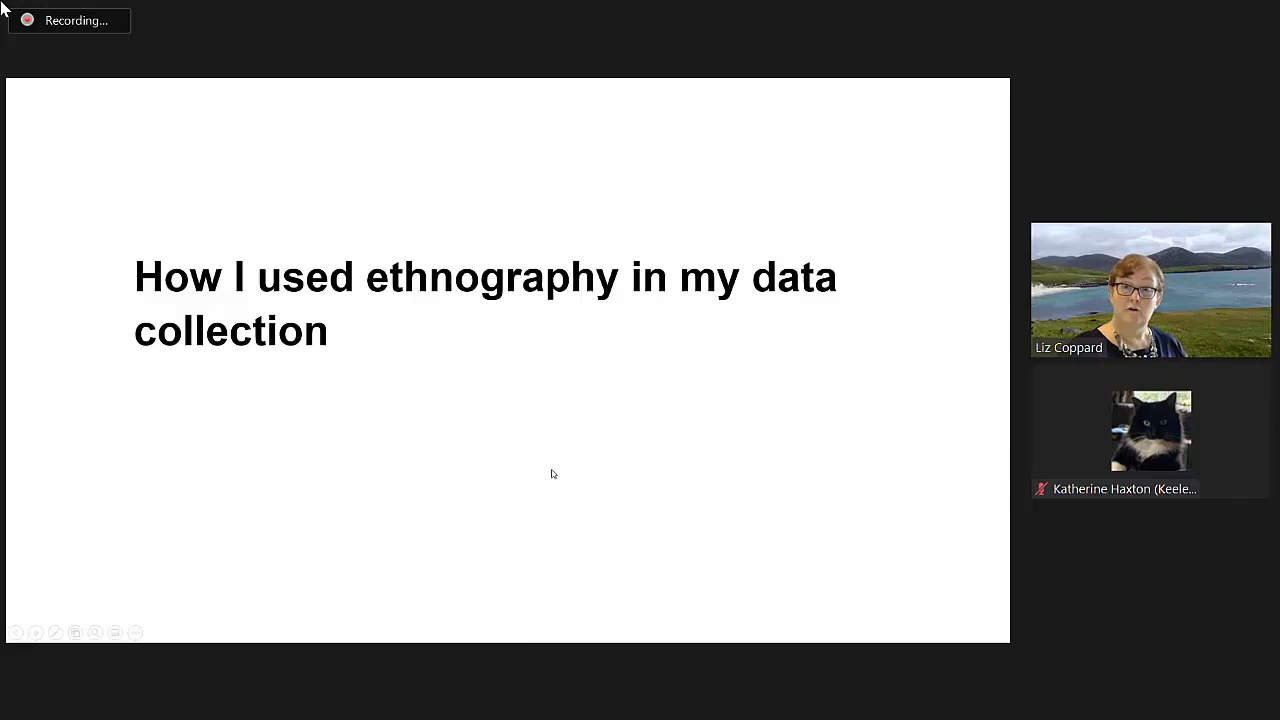 Recording...
How I used ethnography in my data
collection
Liz Coppard
Katherine Haxton (Keele...